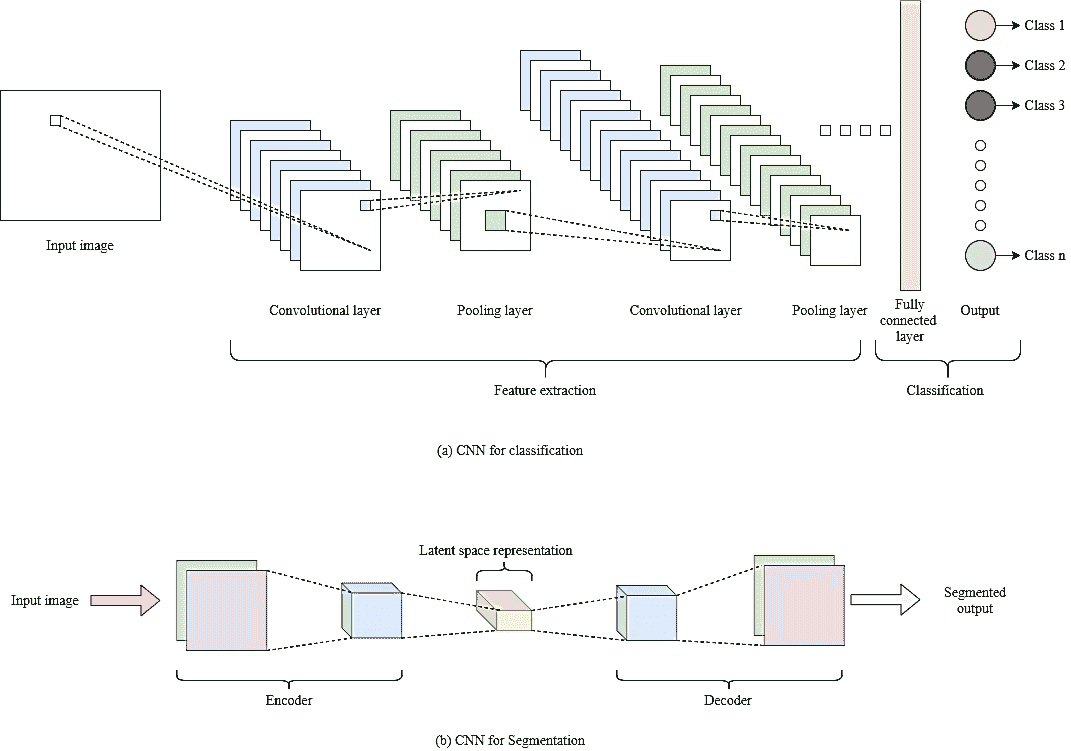 Class 1
Class 2
Class 3
Class n
Input image
Convolutional layer
Pooling layer
Convolutional layer
Pooling layer
Fully
connected
layer
Output
Feature extraction
Classification
(a) CNN for classification
Latent space representation
Input image
Segmented
output
Encoder
Decoder
(b) CNN for Segmentation